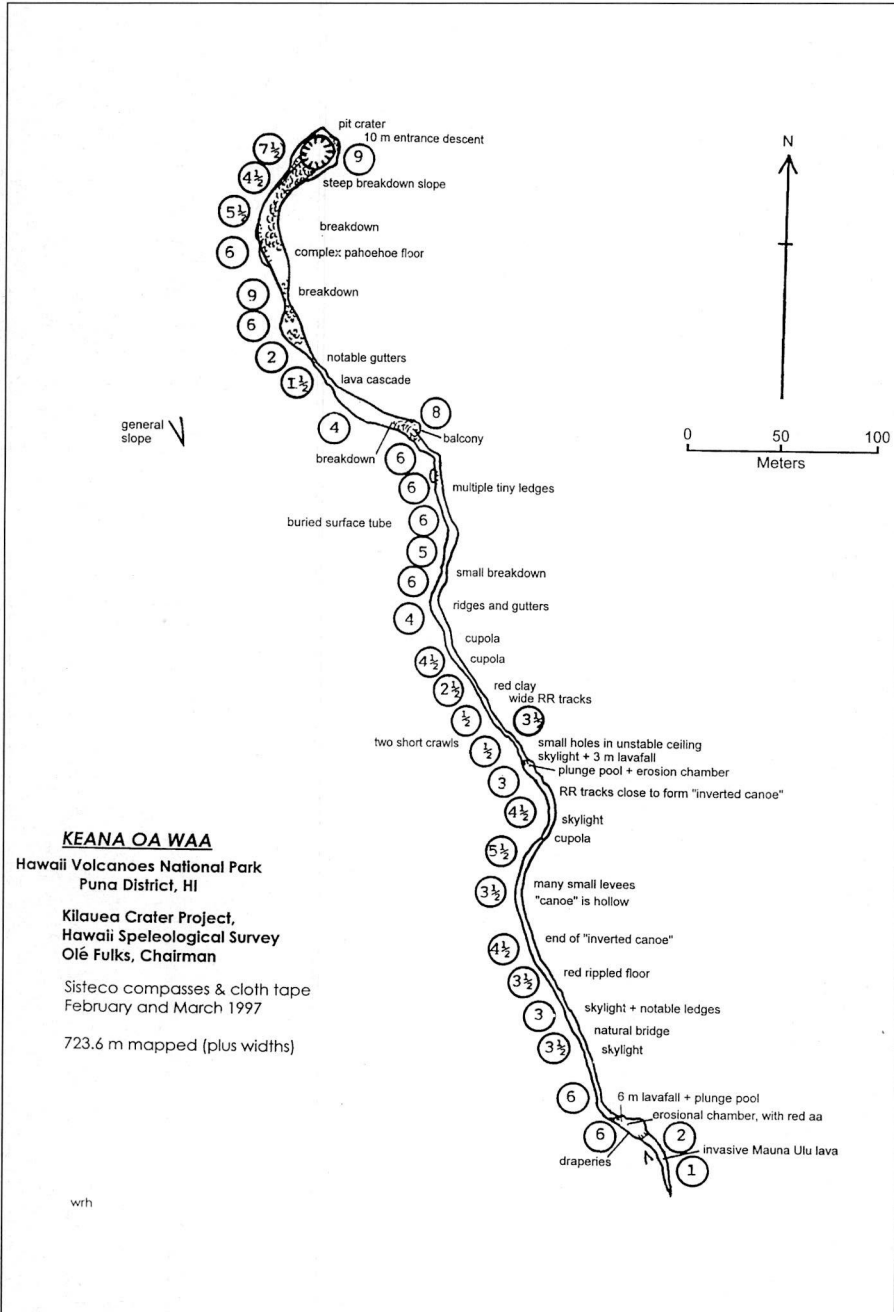 pit crater
10 m entrance descent
7½
9
4½
steep breakdown slope
5½
breakdown
6
complex pahoehoe floor
9
breakdown
6
2
notable gutters
I½
lava cascade
N
0 50 100
Meters
general
slope
4
8
balcony
breakdown
6
6
multiple tiny ledges
buried surface tube
6
5
6
small breakdown
4
ridges and gutters
cupola
4½
cupola
2½
red clay
wide RR tracks
½
3½
two short crawls
½
small holes in unstable ceiling
skylight + 3 m lavafall
plunge pool + erosion chamber
3
RR tracks close to form "inverted canoe"
4½
skylight
cupola
5½
3½
many small levees
"canoe" is hollow
4½
end of "inverted canoe"
3½
red rippled floor
3
skylight + notable ledges
natural bridge
3½
skylight
6
6 m lavafall + plunge pool
erosional chamber, with red aa
6
2
draperies
invasive Mauna Ulu lava
1
KEANA OA WAA
Hawaii Volcanoes National Park
Puna District, HI
Kilauea Crater Project,
Hawaii Speleological Survey
Olé Fulks, Chairman
Sisteco compasses & cloth tape
February and March 1997
723.6 m mapped (plus widths)
wrh